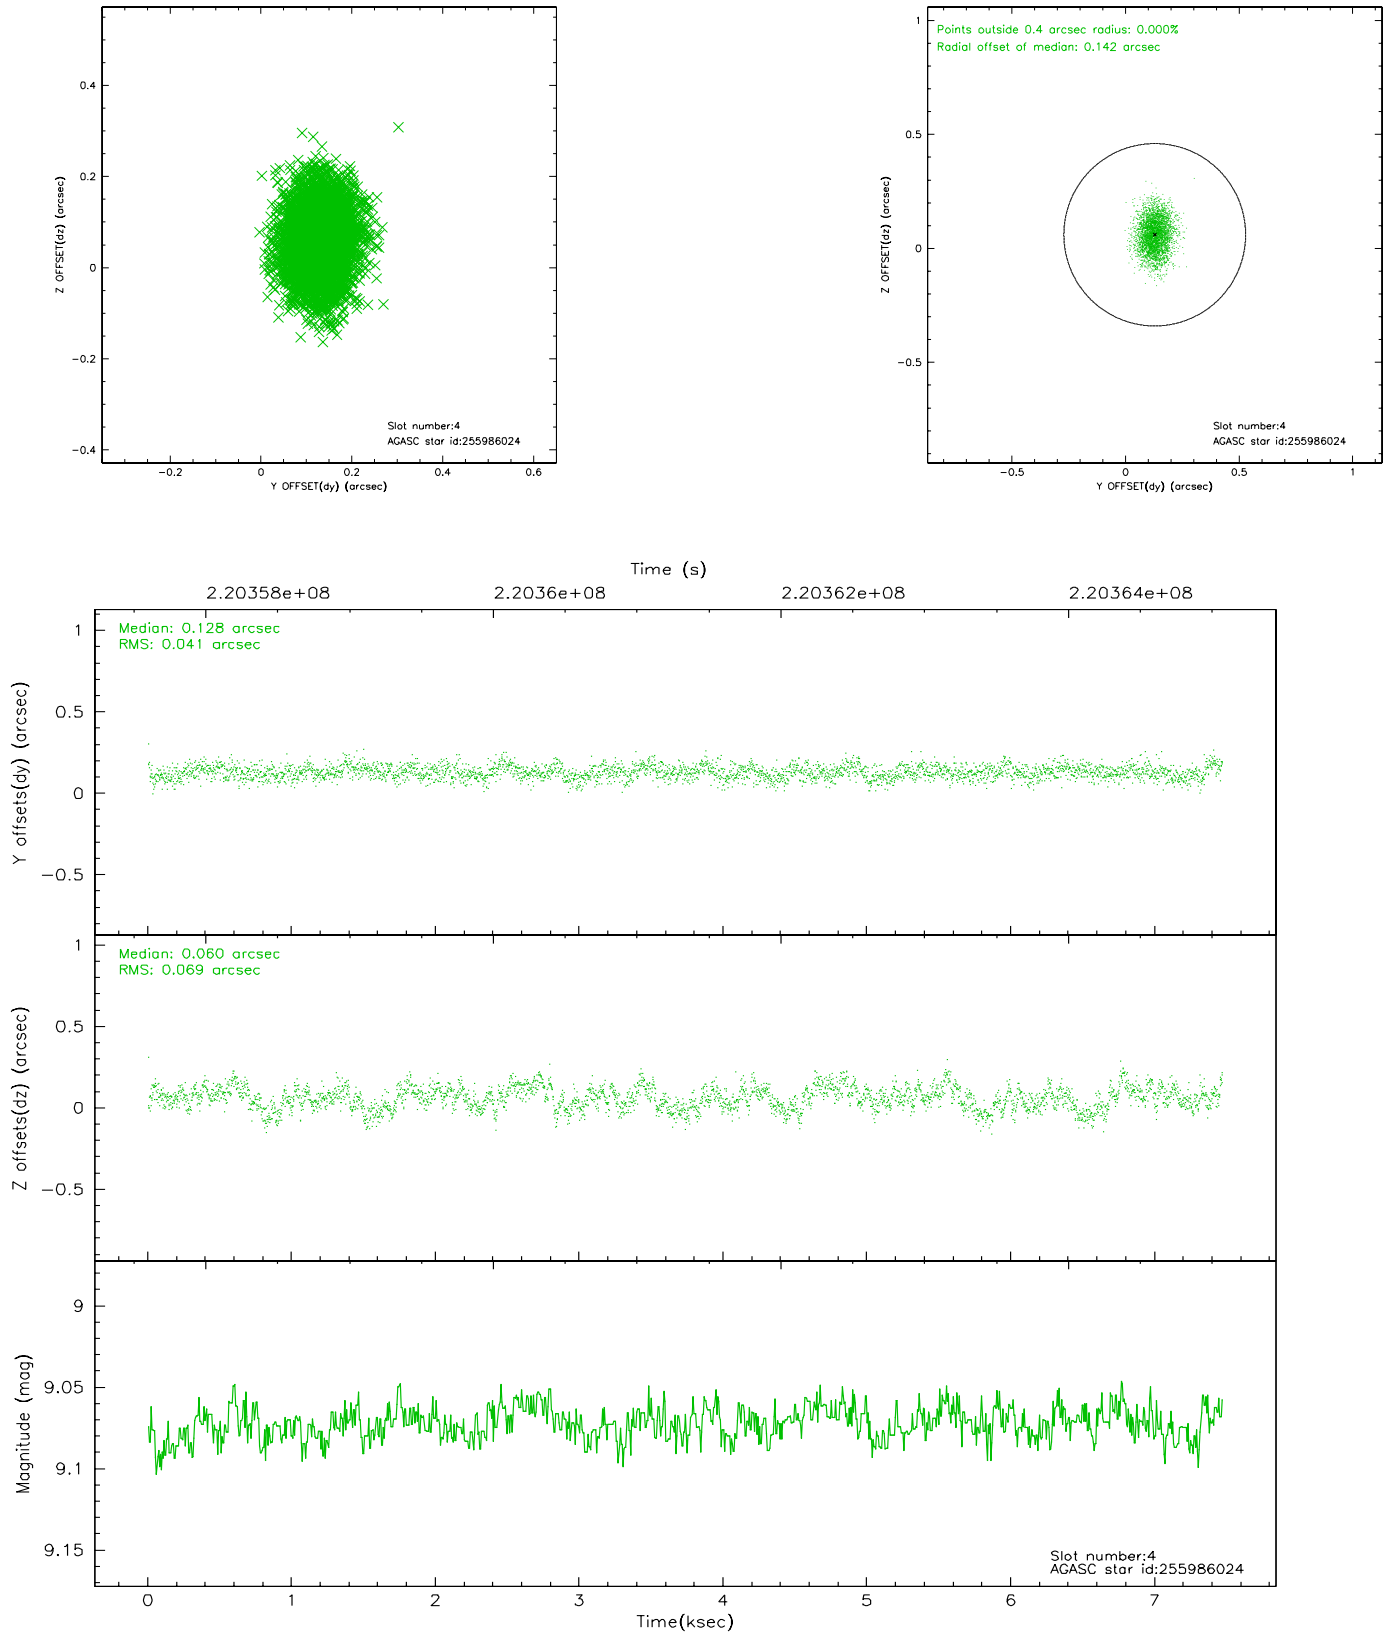 0.4
0.2
0
−0.2
−0.4
Z OFFSET(dz) (arcsec)
Slot number:4
AGASC star id:255986024
−0.2 0 0.2 0.4 0.6
Y OFFSET(dy) (arcsec)
Points outside 0.4 arcsec radius: 0.000%
Radial offset of median: 0.142 arcsec
1
0.5
0
−0.5
Z OFFSET(dz) (arcsec)
Slot number:4
AGASC star id:255986024
−0.5 0 0.5 1
Y OFFSET(dy) (arcsec)
Time (s)
2.20358e+08 2.2036e+08 2.20362e+08 2.20364e+08
Median: 0.128 arcsec
RMS: 0.041 arcsec
1
0.5
0
−0.5
Y offsets(dy) (arcsec)
Median: 0.060 arcsec
RMS: 0.069 arcsec
1
0.5
0
−0.5
Z offsets(dz) (arcsec)
9
9.05
9.1
9.15
Magnitude (mag)
Slot number:4
AGASC star id:255986024
0 1 2 3 4 5 6 7
Time(ksec)